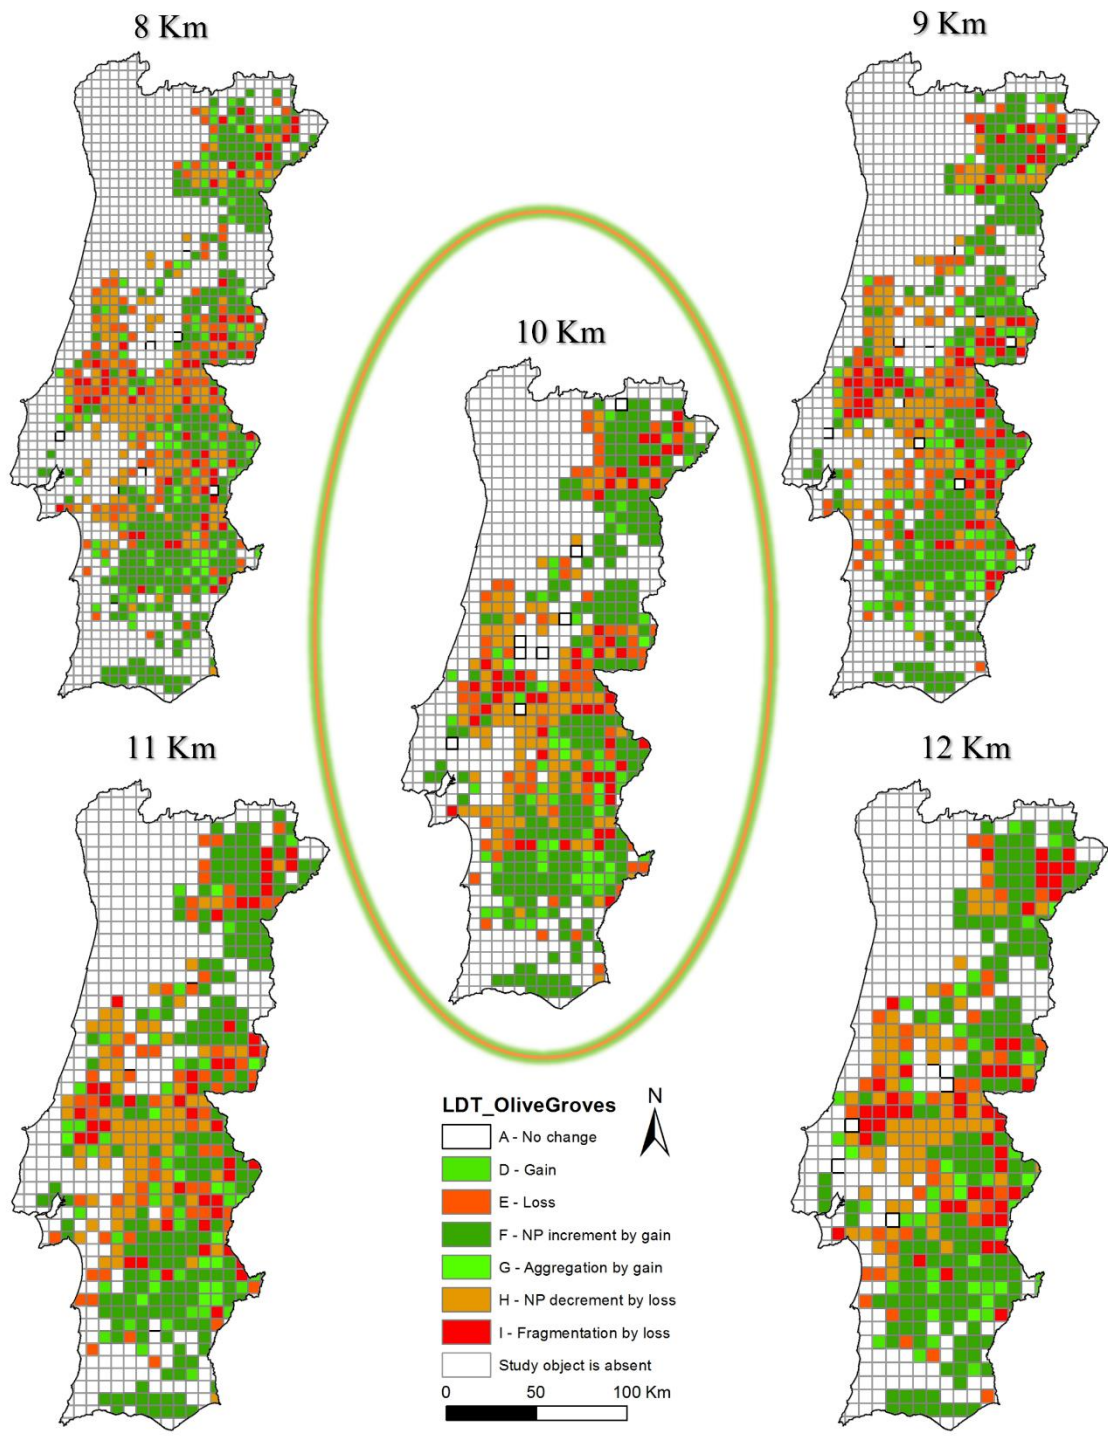 8 Km
9 Km
10 Km
11 Km
12 Km
LDT_OliveGroves
N
A - No change
D - Gain
E - Loss
F - NP increment by gain
G - Aggregation by gain
H - NP decrement by loss
I - Fragmentation by loss
Study object is absent
0 50 100 Km